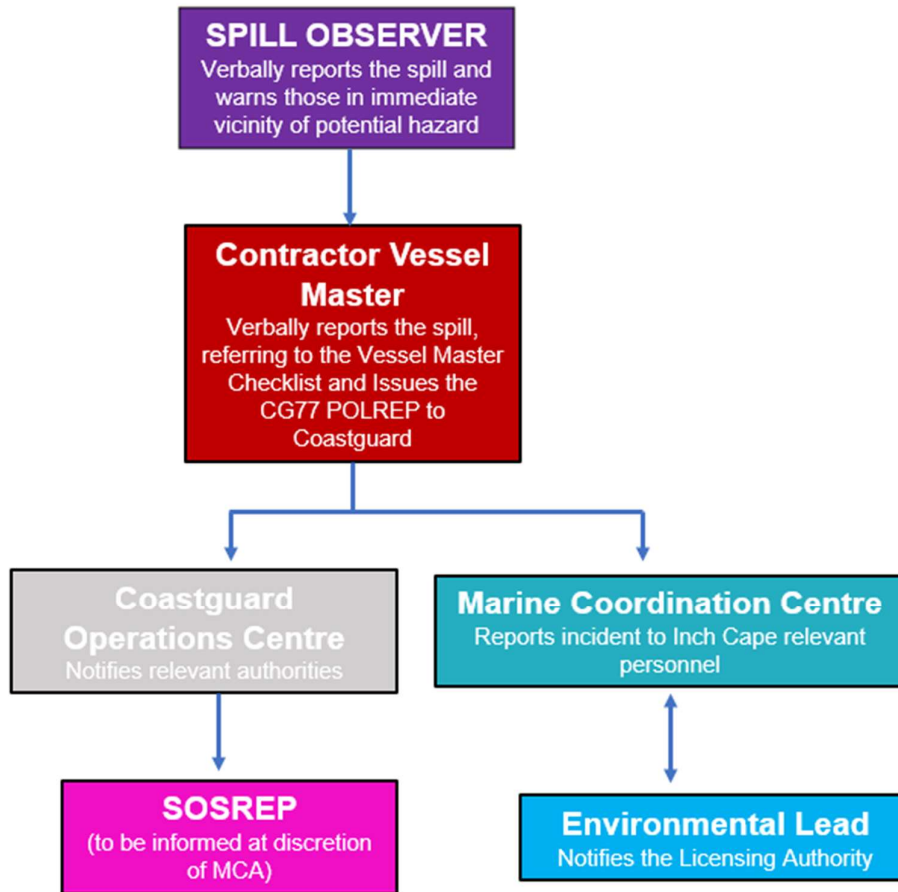 SPILL OBSERVER
Verbally reports the spill and
warns those in immediate
vicinity of potential hazard
Contractor Vessel
Master
Verbally reports the spill,
referring to the Vessel Master
Checklist and Issues the
CG77 POLREP to
Coastguard
Coastguard
Operations Centre
Notifies relevant authorities
Marine Coordination Centre
Reports incident to Inch Cape relevant
personnel
SOSREP
(to be informed at discretion
of MCA)
Environmental Lead
Notifies the Licensing Authority